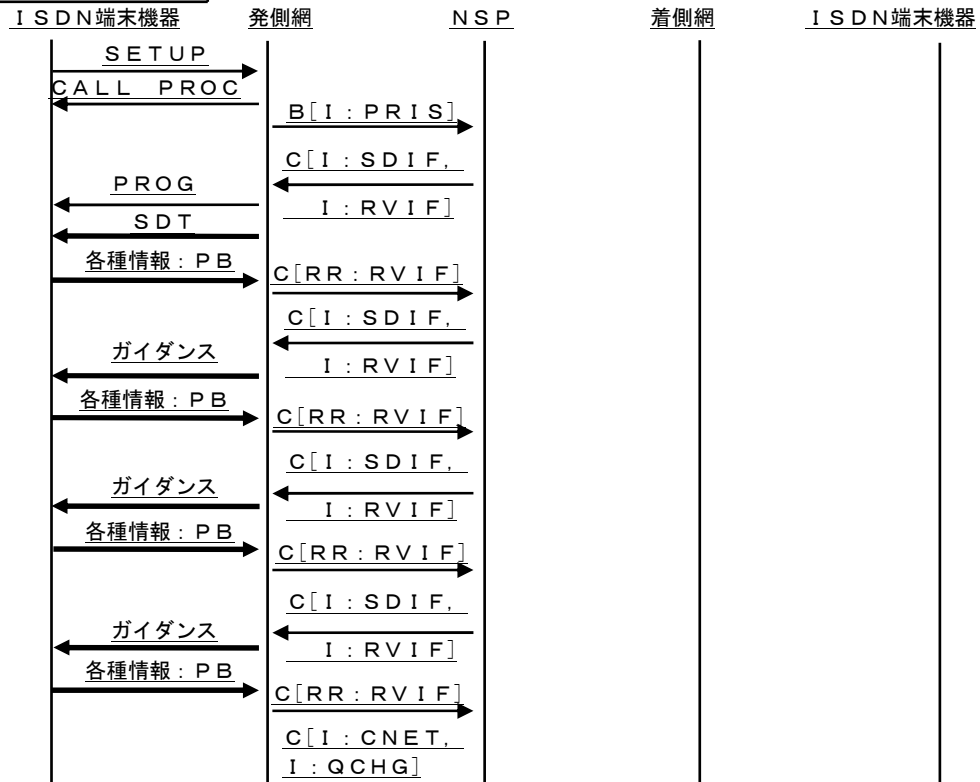 ＩＳＤＮ端末機器　発側網　ＮＳＰ　着側網　ＩＳＤＮ端末機器
ＳＥＴＵＰ
ＣＡＬＬ　ＰＲＯＣ
Ｂ［Ｉ：ＰＲＩＳ］
Ｃ［Ｉ：ＳＤＩＦ，
ＰＲＯＧ
Ｉ：ＲＶＩＦ］
ＳＤＴ
各種情報：ＰＢ
Ｃ［ＲＲ：ＲＶＩＦ］
Ｃ［Ｉ：ＳＤＩＦ，
ガイダンス
Ｉ：ＲＶＩＦ］
各種情報：ＰＢ
Ｃ［ＲＲ：ＲＶＩＦ］
Ｃ［Ｉ：ＳＤＩＦ，
ガイダンス
Ｉ：ＲＶＩＦ］
各種情報：ＰＢ
Ｃ［ＲＲ：ＲＶＩＦ］
Ｃ［Ｉ：ＳＤＩＦ，
ガイダンス
Ｉ：ＲＶＩＦ］
各種情報：ＰＢ
Ｃ［ＲＲ：ＲＶＩＦ］
Ｃ［Ｉ：ＣＮＥＴ，
Ｉ：ＱＣＨＧ］